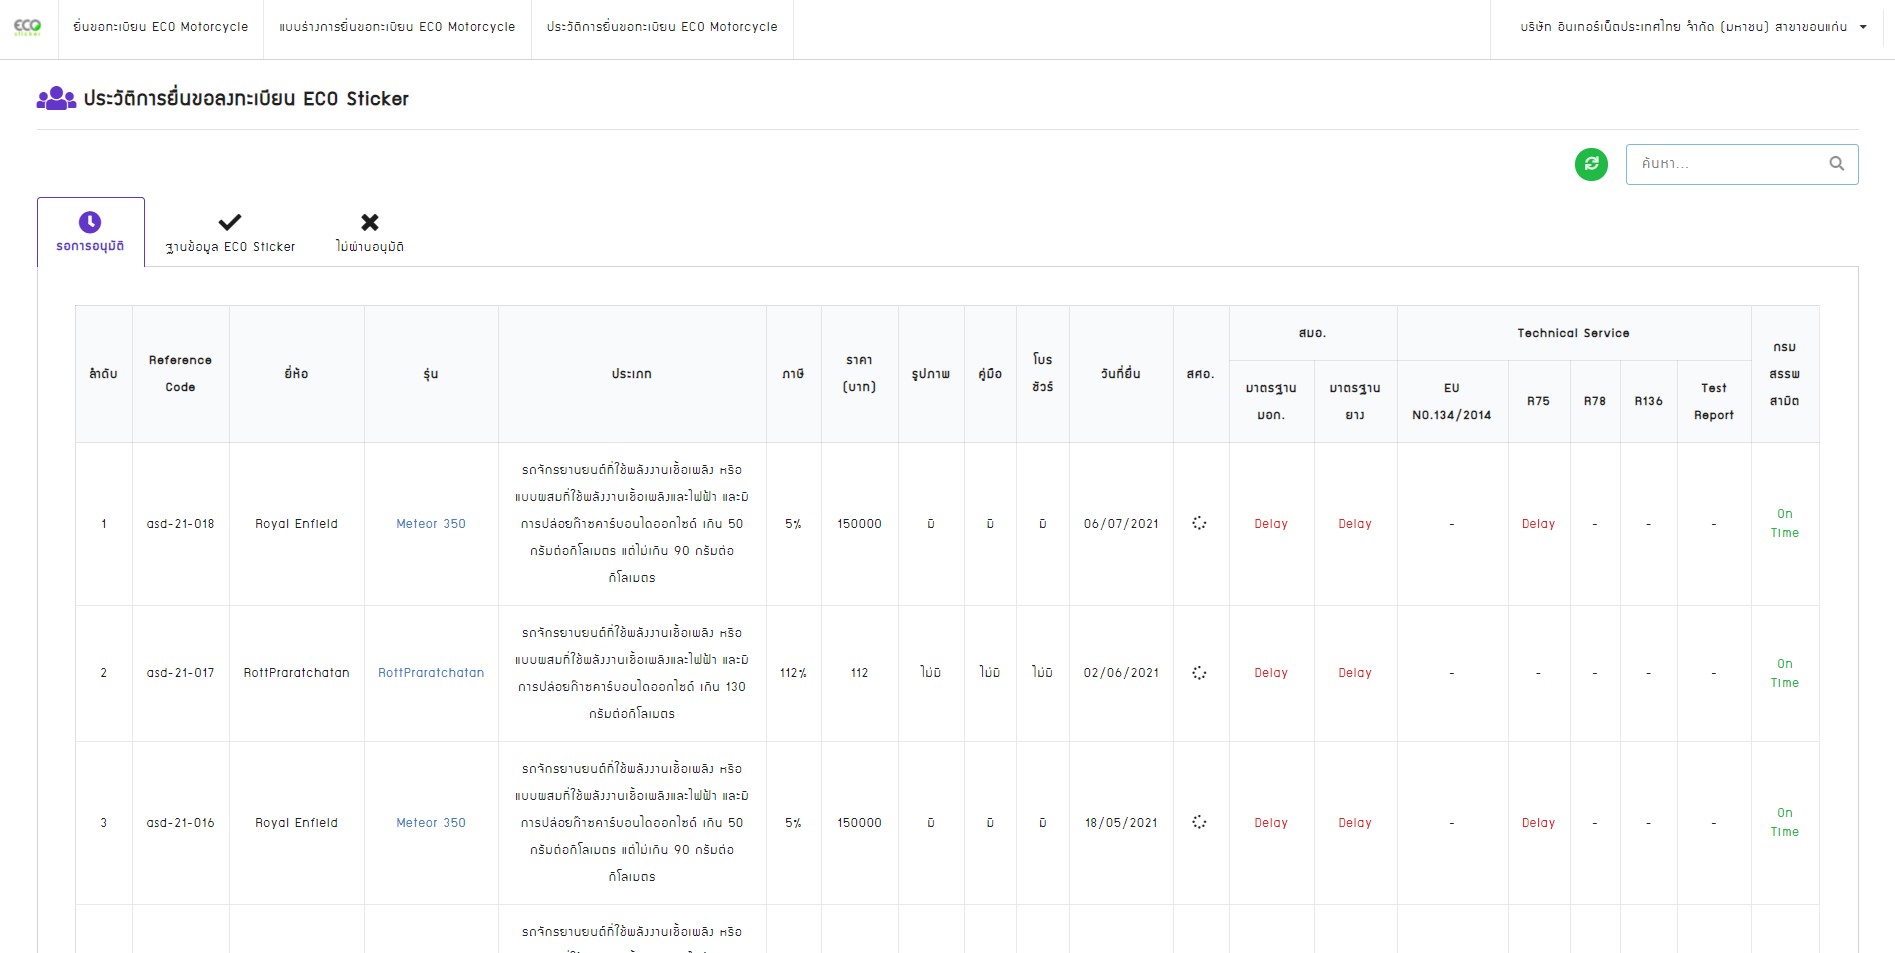 ECO
sticker
ยื่นขอทะเบียน ECO Motorcycle
แบบร่างการยื่นขอทะเบียน ECO Motorcycle
ประวัติการยื่นขอทะเบียน ECO Motorcycle
บริษัท อินเทอร์เน็ตประเทศไทย จำกัด (มหาชน) สาขาขอนแก่น
ประวัติการยื่นขอลงทะเบียน ECO Sticker
ค้นหา...
รอการอนุมัติ
ฐานข้อมูล ECO Sticker
ไม่ผ่านอนุมัติ
ลำดับ
Reference
Code
ยี่ห้อ
รุ่น
ประเภท
ภาษี
ราคา
(บาท)
รูปภาพ
คู่มือ
โบร
ชัวร์
วันที่ยื่น
สศอ.
สมอ.
มาตรฐาน
มอก.
มาตรฐาน
ยาง
Technical Service
EU
NO.134/2014
R75
R78
R136
Test
Report
กรม
สรรพ
สามิต
1
asd-21-018
Royal Enfield
Meteor 350
รถจักรยานยนต์ที่ใช้พลังงานเชื้อเพลิง หรือ
แบบผสมที่ใช้พลังงานเชื้อเพลิงและไฟฟ้า และมี
การปล่อยก๊าซคาร์บอนไดออกไซด์ เกิน 50
กรัมต่อกิโลเมตร แต่ไม่เกิน 90 กรัมต่อ
กิโลเมตร
5%
150000
มี
มี
มี
06/07/2021
Delay
Delay
-
Delay
-
-
-
On
Time
2
asd-21-017
RottPraratchatan
RottPraratchatan
รถจักรยานยนต์ที่ใช้พลังงานเชื้อเพลิง หรือ
แบบผสมที่ใช้พลังงานเชื้อเพลิงและไฟฟ้า และมี
การปล่อยก๊าซคาร์บอนไดออกไซด์ เกิน 130
กรัมต่อกิโลเมตร
112%
112
ไม่มี
ไม่มี
ไม่มี
02/06/2021
Delay
Delay
-
-
-
-
-
On
Time
3
asd-21-016
Royal Enfield
Meteor 350
รถจักรยานยนต์ที่ใช้พลังงานเชื้อเพลิง หรือ
แบบผสมที่ใช้พลังงานเชื้อเพลิงและไฟฟ้า และมี
การปล่อยก๊าซคาร์บอนไดออกไซด์ เกิน 50
กรัมต่อกิโลเมตร แต่ไม่เกิน 90 กรัมต่อ
กิโลเมตร
5%
150000
มี
มี
มี
18/05/2021
Delay
Delay
-
Delay
-
-
-
On
Time
รถจักรยานยนต์ที่ใช้พลังงานเชื้อเพลิง หรือ